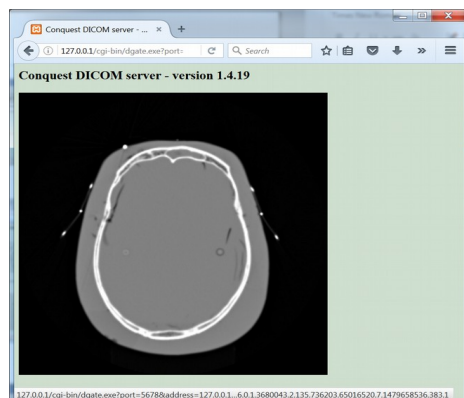 Conquest DICOM server - ... ×
127.0.0.1/cgi-bin/dgate.exe?port=
Search
Conquest DICOM server - version 1.4.19
127.0.0.1/cgi-bin/dgate.exe?port=5678&address=127.0.0.1...6.0.1.3680043.2.135.736203.65016520.7.1479658536.383.1